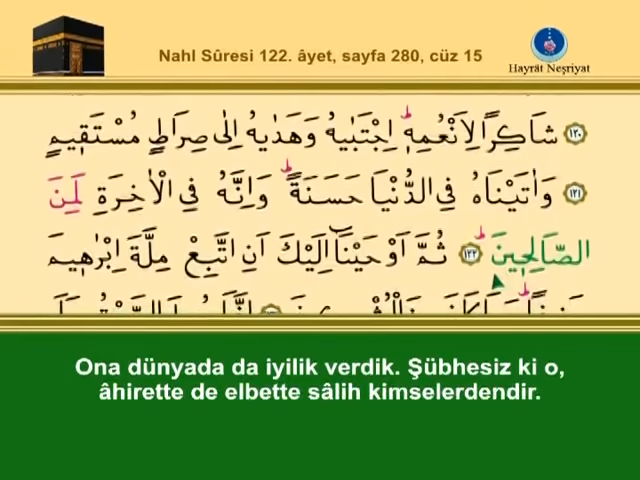 Nahl Sûresi 122. âyet, sayfa 280, cüz 15
Hayrât Neşriyat
شَاكِرًا لِاَنْعُمِهِ اِجْتَبٰيهُ وَهَدٰيهُ اِلٰى صِرَاطٍ مُسْتَقِيمٍ ١٢٠
وَاٰتَيْنَاهُ فِى الدُّنْيَا حَسَنَةً وَاِنَّهُ فِى الْاٰخِرَةِ لَمِنَ ١٢١
الصَّالِحِينَ ١٢٢ ثُمَّ اَوْحَيْنَا اِلَيْكَ اَنِ اتَّبِعْ مِلَّةَ اِبْرٰهِيمَ
Ona dünyada da iyilik verdik. Şübhesiz ki o,
âhirette de elbette sâlih kimselerdendir.